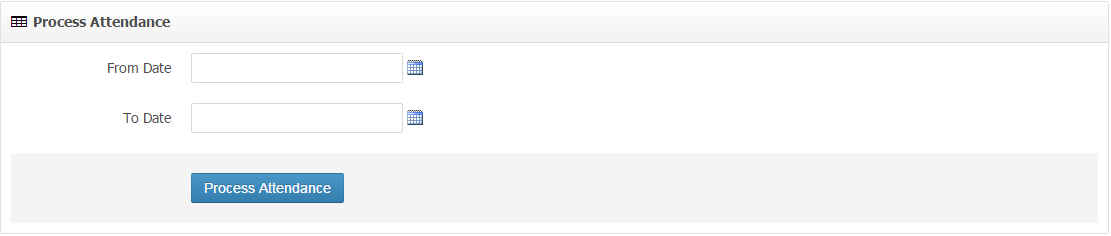 Process Attendance
From Date
To Date
Process Attendance